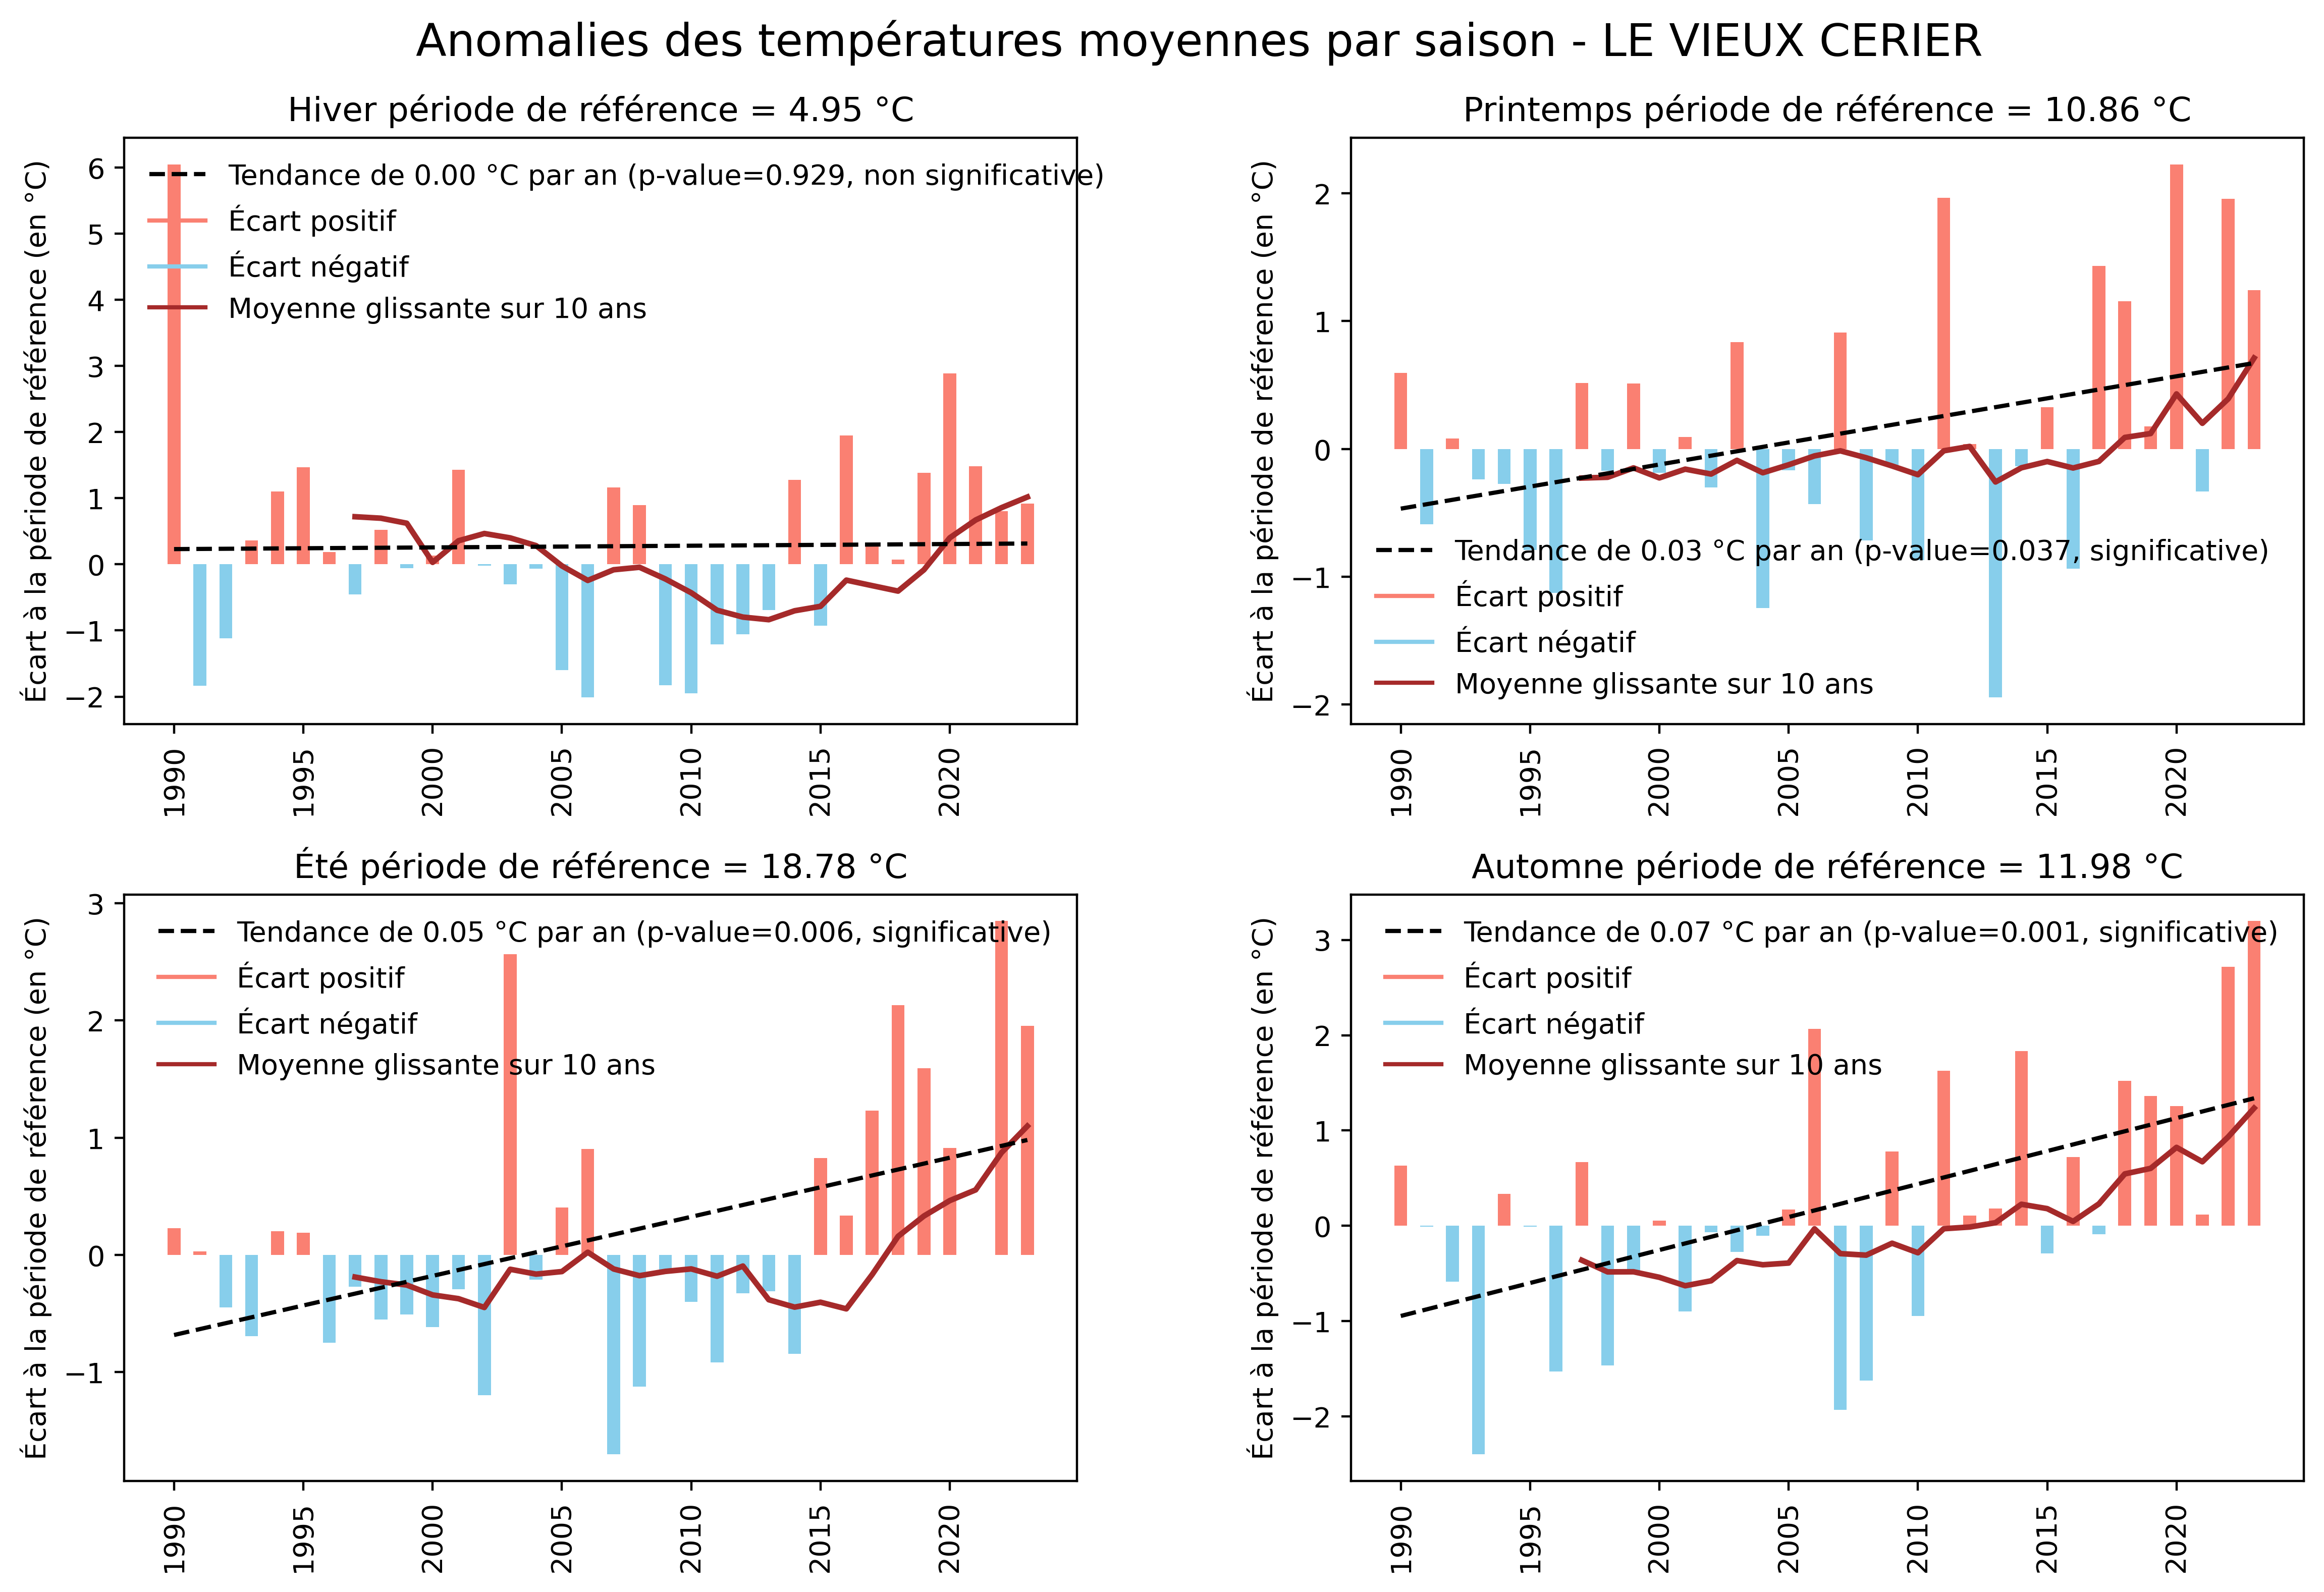 Anomalies des températures moyennes par saison - LE VIEUX CERIER
Hiver période de référence = 4.95 °C
Écart à la période de référence (en °C)
6
5
4
3
2
1
0
−1
−2
Tendance de 0.00 °C par an (p-value=0.929, non significative)
Écart positif
Écart négatif
Moyenne glissante sur 10 ans
1990
1995
2000
2005
2010
2015
2020
Printemps période de référence = 10.86 °C
Écart à la période de référence (en °C)
2
1
0
−1
−2
Tendance de 0.03 °C par an (p-value=0.037, significative)
Écart positif
Écart négatif
Moyenne glissante sur 10 ans
1990
1995
2000
2005
2010
2015
2020
Été période de référence = 18.78 °C
Écart à la période de référence (en °C)
3
2
1
0
−1
Tendance de 0.05 °C par an (p-value=0.006, significative)
Écart positif
Écart négatif
Moyenne glissante sur 10 ans
1990
1995
2000
2005
2010
2015
2020
Automne période de référence = 11.98 °C
Écart à la période de référence (en °C)
3
2
1
0
−1
−2
Tendance de 0.07 °C par an (p-value=0.001, significative)
Écart positif
Écart négatif
Moyenne glissante sur 10 ans
1990
1995
2000
2005
2010
2015
2020